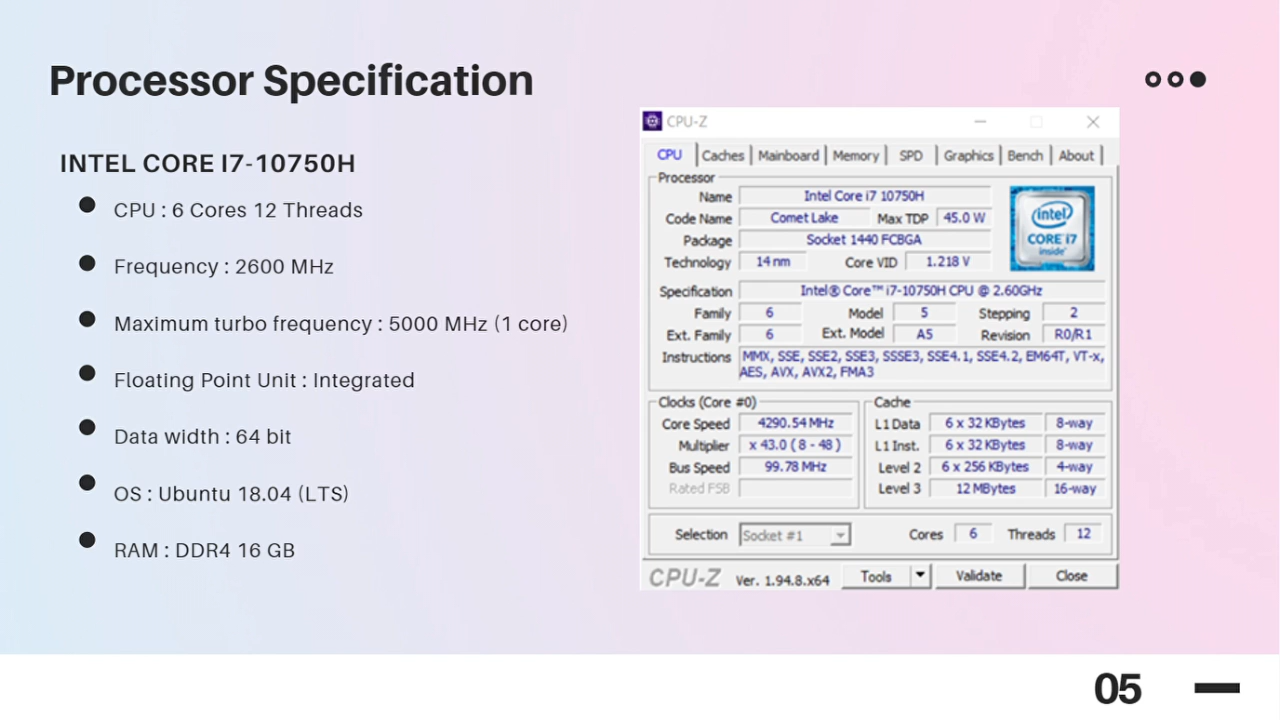 Processor Specification
INTEL CORE I7-10750H
CPU : 6 Cores 12 Threads
Frequency : 2600 MHz
Maximum turbo frequency : 5000 MHz (1 core)
Floating Point Unit : Integrated
Data width : 64 bit
OS : Ubuntu 18.04 (LTS)
RAM : DDR4 16 GB
CPU-Z
CPU Caches Mainboard Memory SPD Graphics Bench About
Processor
Name Intel Core i7 10750H
Code Name Comet Lake Max TDP 45.0 W
Package Socket 1440 FCBGA
Technology 14 nm Core VID 1.218 V
intel
CORE i7
inside
Specification Intel® Core™ i7-10750H CPU @ 2.60GHz
Family 6 Model 5 Stepping 2
Ext. Family 6 Ext. Model A5 Revision R0/R1
Instructions MMX, SSE, SSE2, SSE3, SSSE3, SSE4.1, SSE4.2, EM64T, VT-x,
AES, AVX, AVX2, FMA3
Clocks (Core #0)
Core Speed 4290.54 MHz
Multiplier x 43.0 ( 8 - 48 )
Bus Speed 99.78 MHz
Rated FSB
Cache
L1 Data 6 x 32 KBytes 8-way
L1 Inst. 6 x 32 KBytes 8-way
Level 2 6 x 256 KBytes 4-way
Level 3 12 MBytes 16-way
Selection Socket #1 Cores 6 Threads 12
CPU-Z Ver. 1.94.8.x64 Tools Validate Close
05